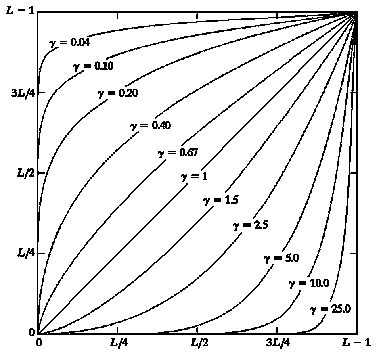 L − 1
γ = 0.04
γ = 0.10
3L/4
γ = 0.20
γ = 0.40
γ = 0.67
L/2
γ = 1
γ = 1.5
γ = 2.5
L/4
γ = 5.0
γ = 10.0
γ = 25.0
0
0 L/4 L/2 3L/4 L − 1